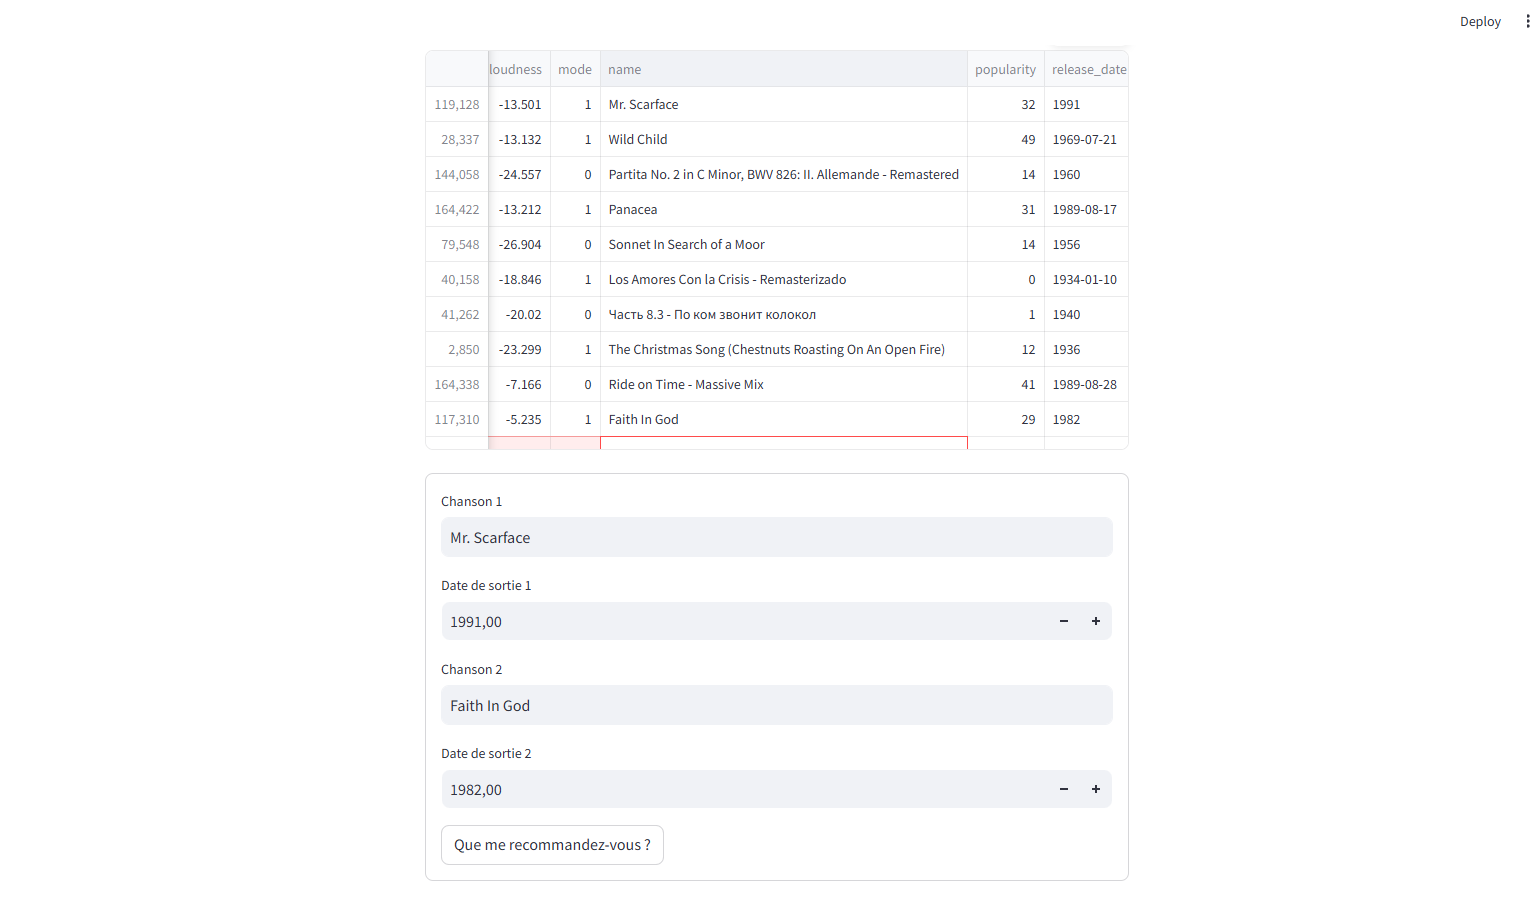 Deploy
loudness mode name popularity release_date
119,128 -13.501 1 Mr. Scarface 32 1991
28,337 -13.132 1 Wild Child 49 1969-07-21
144,058 -24.557 0 Partita No. 2 in C Minor, BWV 826: II. Allemande - Remastered 14 1960
164,422 -13.212 1 Panacea 31 1989-08-17
79,548 -26.904 0 Sonnet In Search of a Moor 14 1956
40,158 -18.846 1 Los Amores Con la Crisis - Remasterizado 0 1934-01-10
41,262 -20.02 0 Часть 8.3 - По ком звонит колокол 1 1940
2,850 -23.299 1 The Christmas Song (Chestnuts Roasting On An Open Fire) 12 1936
164,338 -7.166 0 Ride on Time - Massive Mix 41 1989-08-28
117,310 -5.235 1 Faith In God 29 1982
Chanson 1
Mr. Scarface
Date de sortie 1
1991,00
Chanson 2
Faith In God
Date de sortie 2
1982,00
Que me recommandez-vous ?